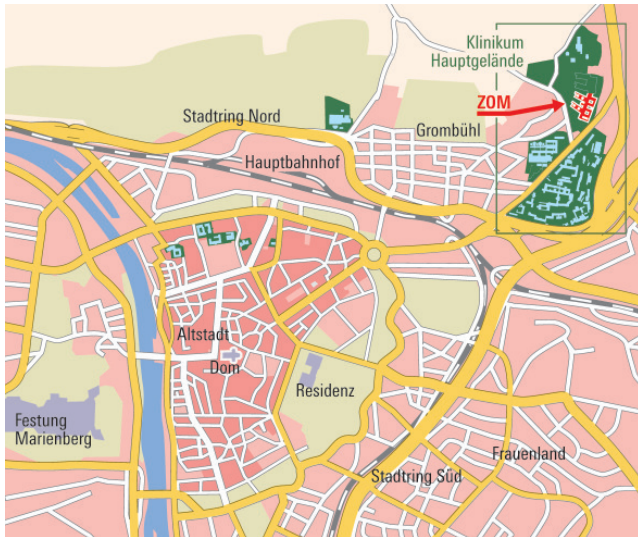 Klinikum
Hauptgelände
ZOM
Stadtring Nord
Grombühl
Hauptbahnhof
Altstadt
Dom
Residenz
Festung
Marienberg
Frauenland
Stadtring Süd